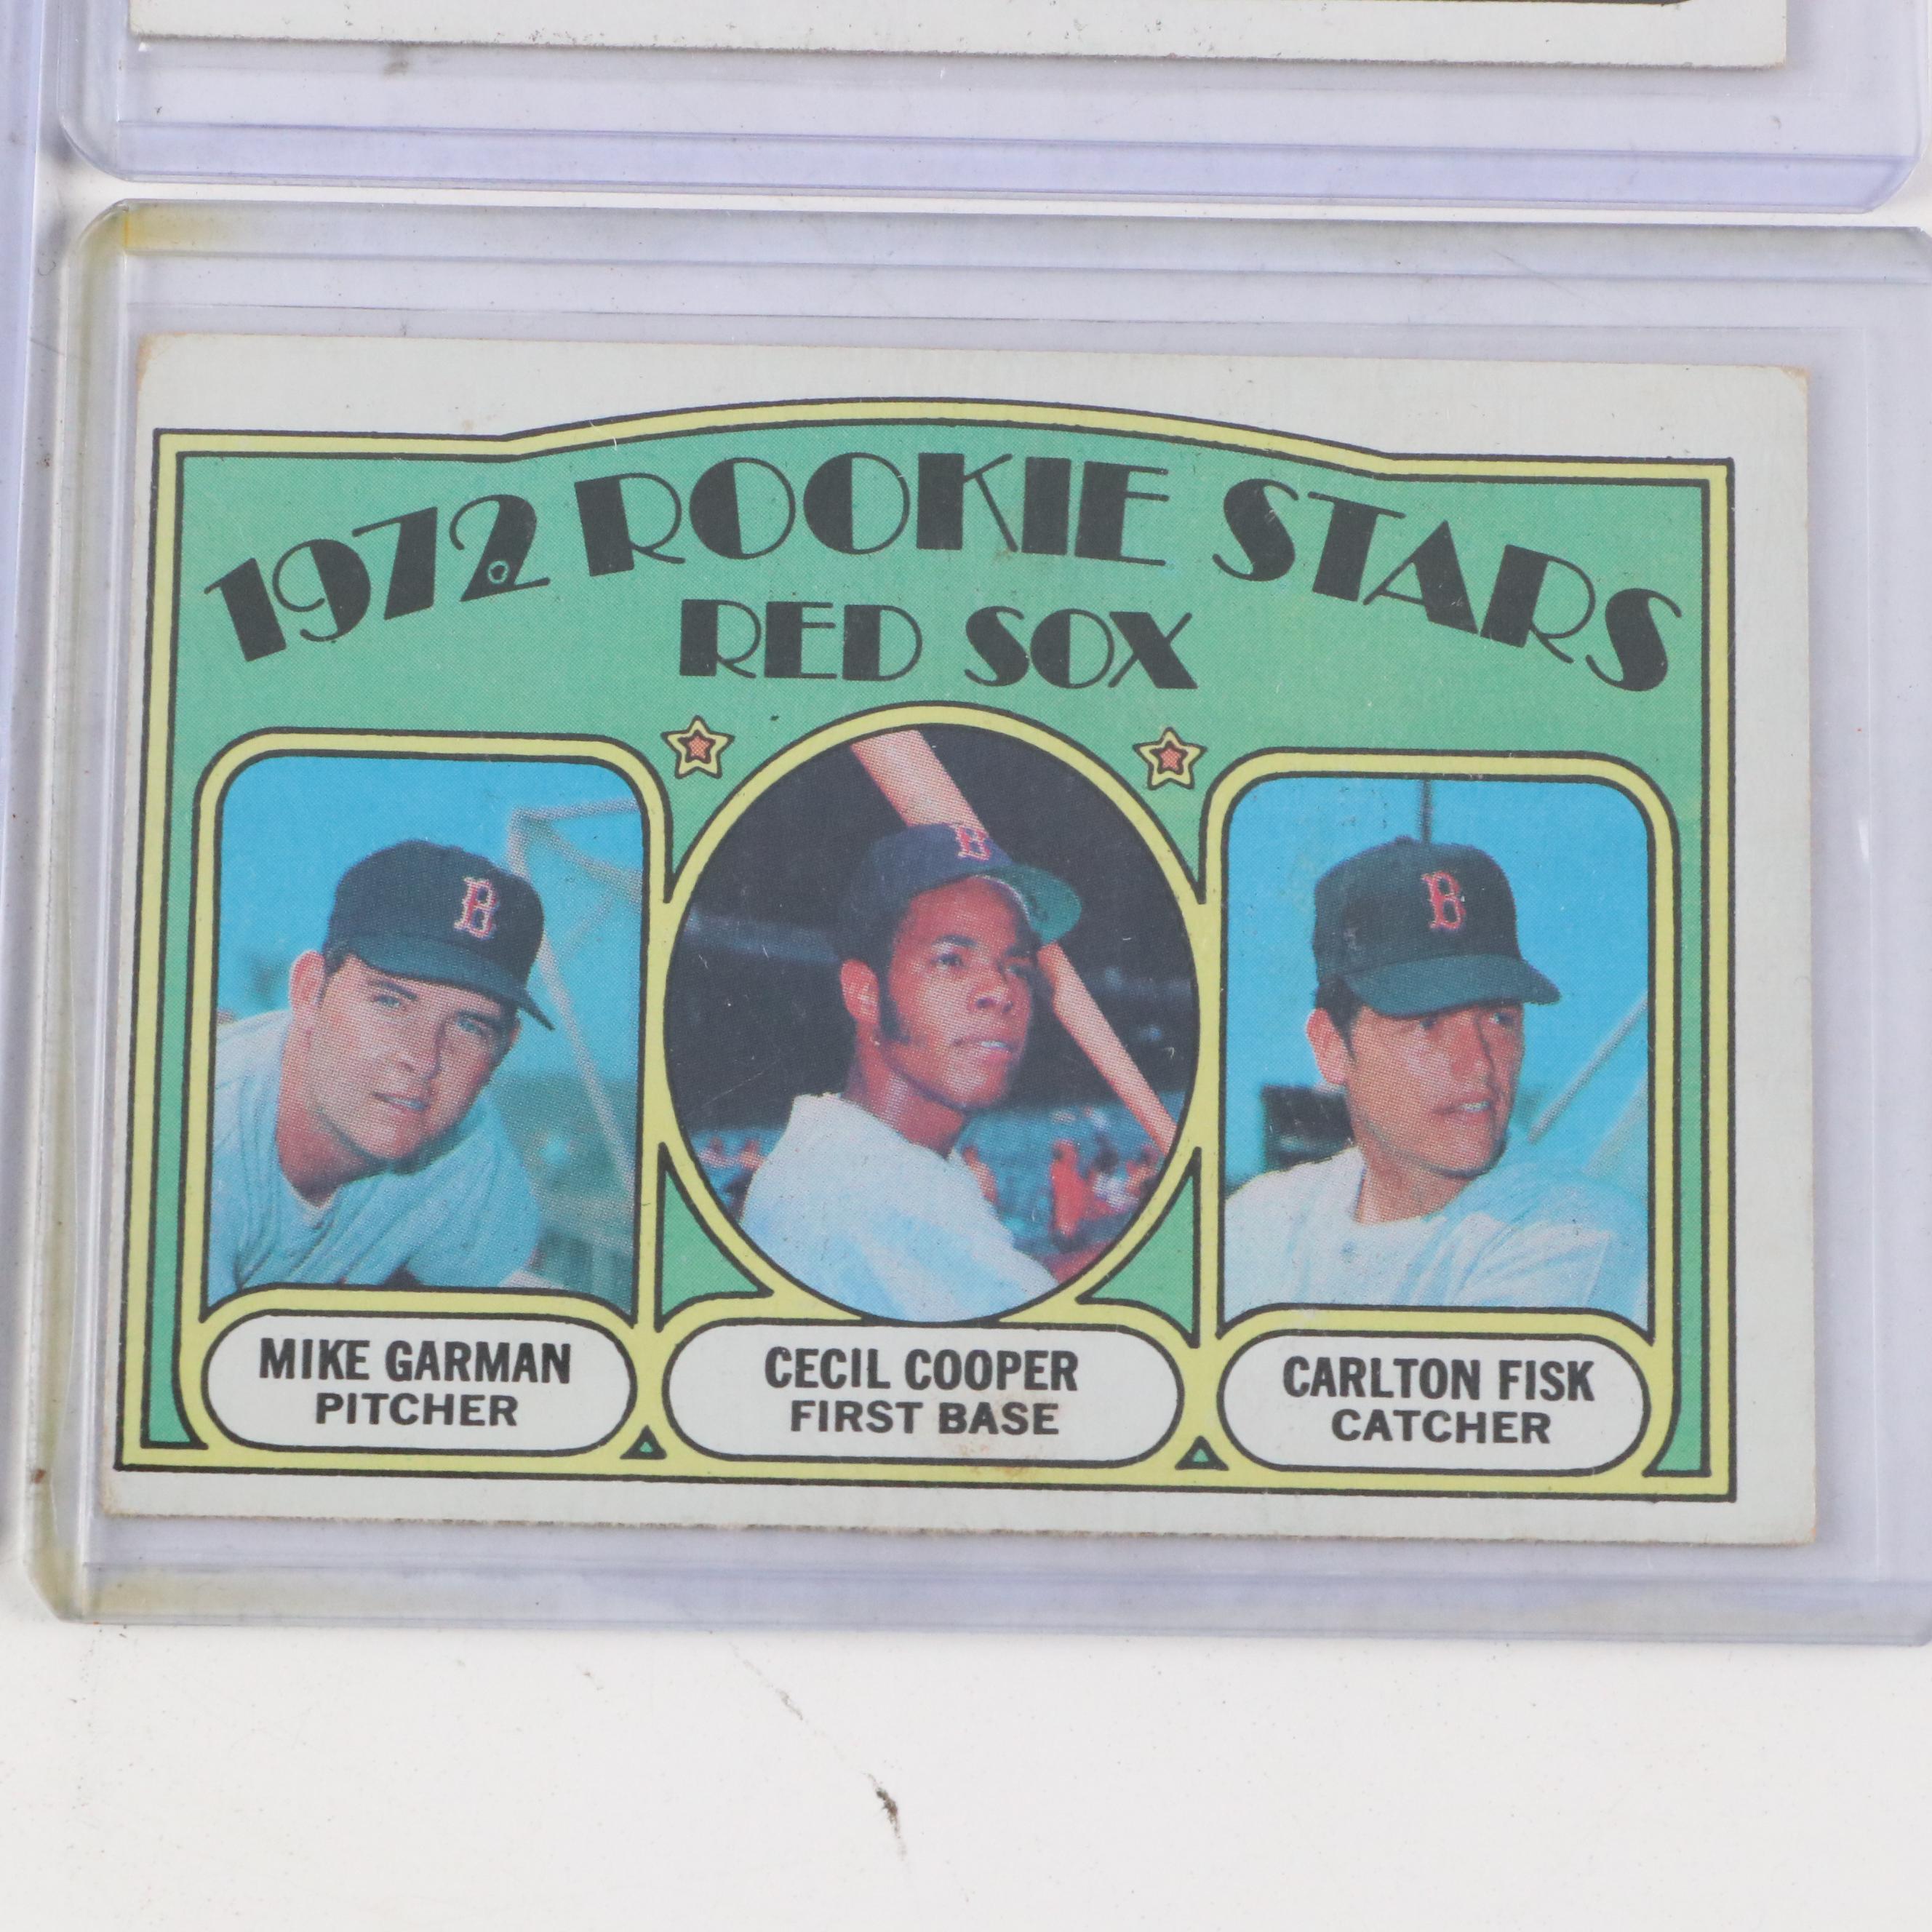 1972 ROOKIE STARS
RED SOX
B
B
B
MIKE GARMAN
PITCHER
CECIL COOPER
FIRST BASE
CARLTON FISK
CATCHER